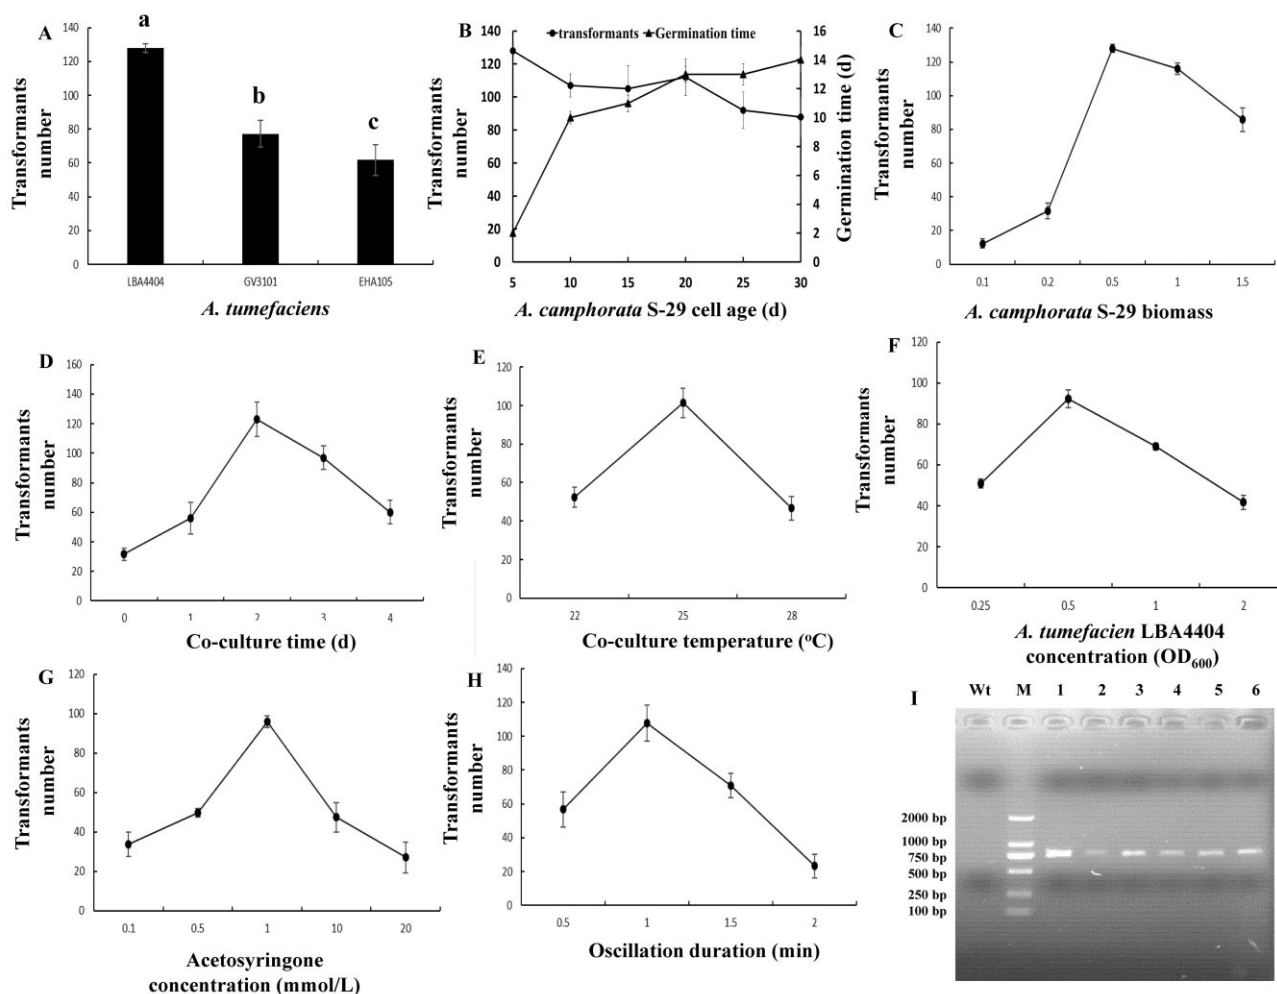 A
Transformants
number
140
120
100
80
60
40
20
0
a
b
c
LBA4404 GV3101 EHA105
A. tumefaciens
B
Transformants
number
140
120
100
80
60
40
20
0
transformants Germination time
16
14
12
10
8
6
4
2
0
Germination time (d)
5 10 15 20 25 30
A. camphorata S-29 cell age (d)
C
Transformants
number
140
120
100
80
60
40
20
0
0.1 0.2 0.5 1 1.5
A. camphorata S-29 biomass
D
Transformants
number
160
140
120
100
80
60
40
20
0
0 1 2 3 4
Co-culture time (d)
E
Transformants
number
120
100
80
60
40
20
0
22 25 28
Co-culture temperature (°C)
F
Transformants
number
120
100
80
60
40
20
0
0.25 0.5 1 2
A. tumefacien LBA4404
concentration (OD600)
G
Transformants
number
120
100
80
60
40
20
0
0.1 0.5 1 10 20
Acetosyringone
concentration (mmol/L)
H
Transformants
number
140
120
100
80
60
40
20
0
0.5 1 1.5 2
Oscillation duration (min)
I
Wt M 1 2 3 4 5 6
2000 bp
1000 bp
750 bp
500 bp
250 bp
100 bp